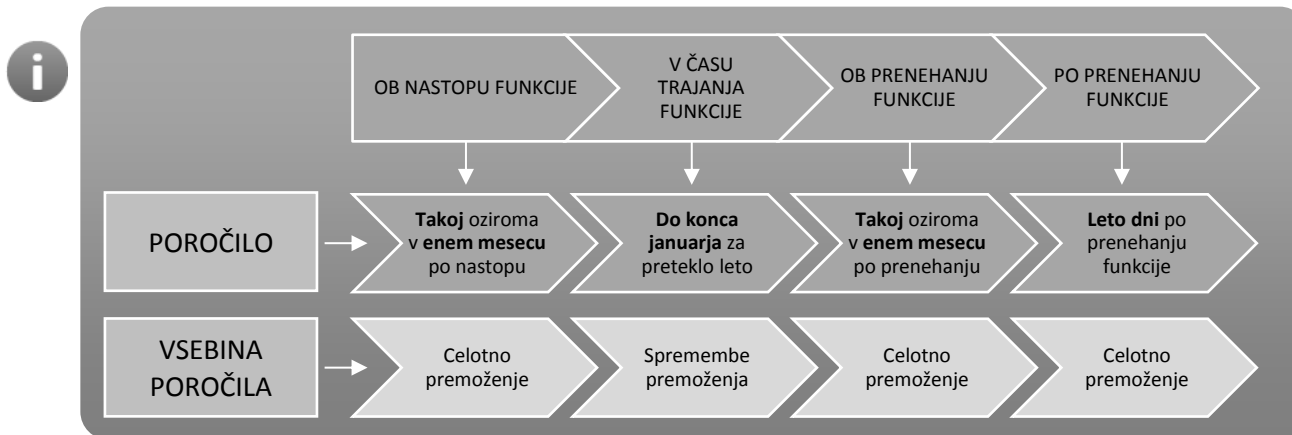 i
OB NASTOPU FUNKCIJE
V ČASU
TRAJANJA
FUNKCIJE
OB PRENEHANJU
FUNKCIJE
PO PRENEHANJU
FUNKCIJE
POROČILO
Takoj oziroma
v enem mesecu
po nastopu
Do konca
januarja za
preteklo leto
Takoj oziroma
v enem mesecu
po prenehanju
Leto dni po
prenehanju
funkcije
VSEBINA
POROČILA
Celotno
premoženje
Spremembe
premoženja
Celotno
premoženje
Celotno
premoženje